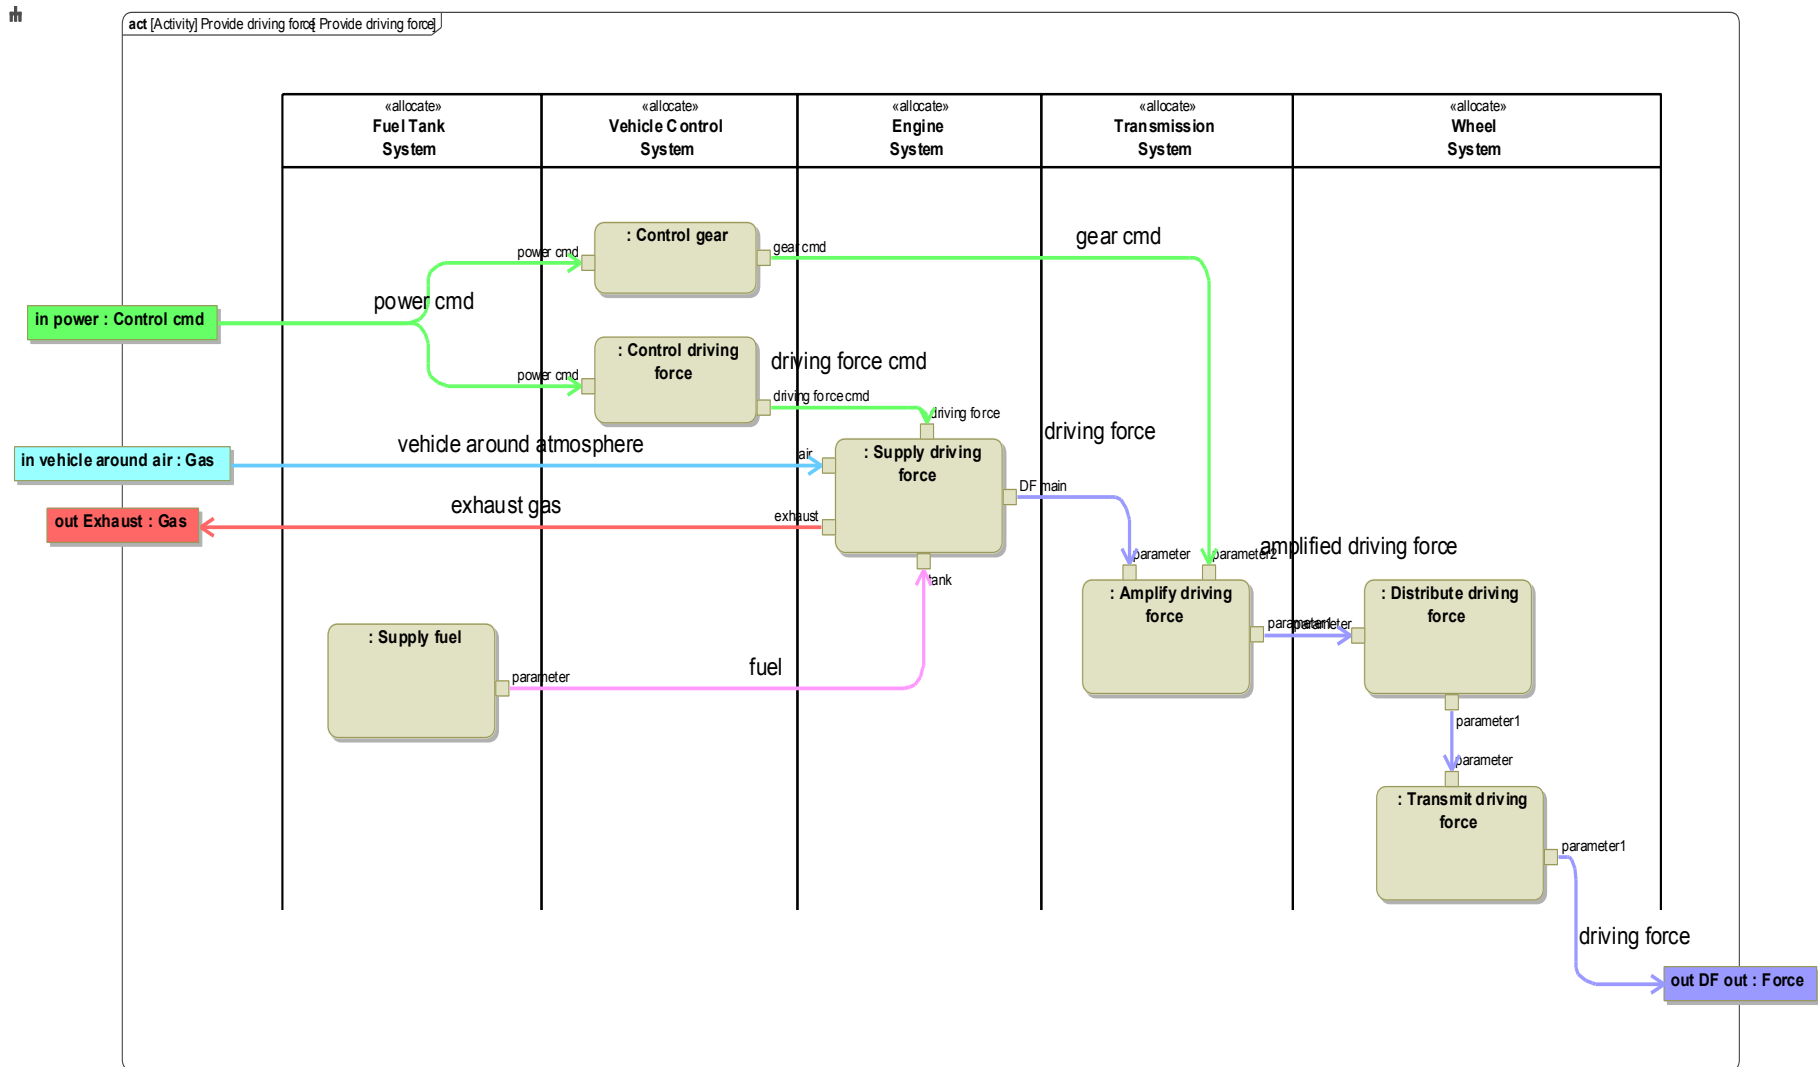 act [Activity] Provide driving force[ Provide driving force]
«allocate»
Fuel Tank
System
«allocate»
Vehicle Control
System
«allocate»
Engine
System
«allocate»
Transmission
System
«allocate»
Wheel
System
: Control gear
power cmd
gear cmd
gear cmd
power cmd
in power : Control cmd
: Control driving
force
power cmd
driving force cmd
driving force cmd
driving force
vehicle around atmosphere
in vehicle around air : Gas
air
: Supply driving
force
driving force
DF main
exhaust gas
out Exhaust : Gas
exhaust
tank
parameter
parameter2
amplified driving force
: Amplify driving
force
parameter1
parameter
: Distribute driving
force
: Supply fuel
parameter
fuel
parameter1
parameter
: Transmit driving
force
parameter1
driving force
out DF out : Force